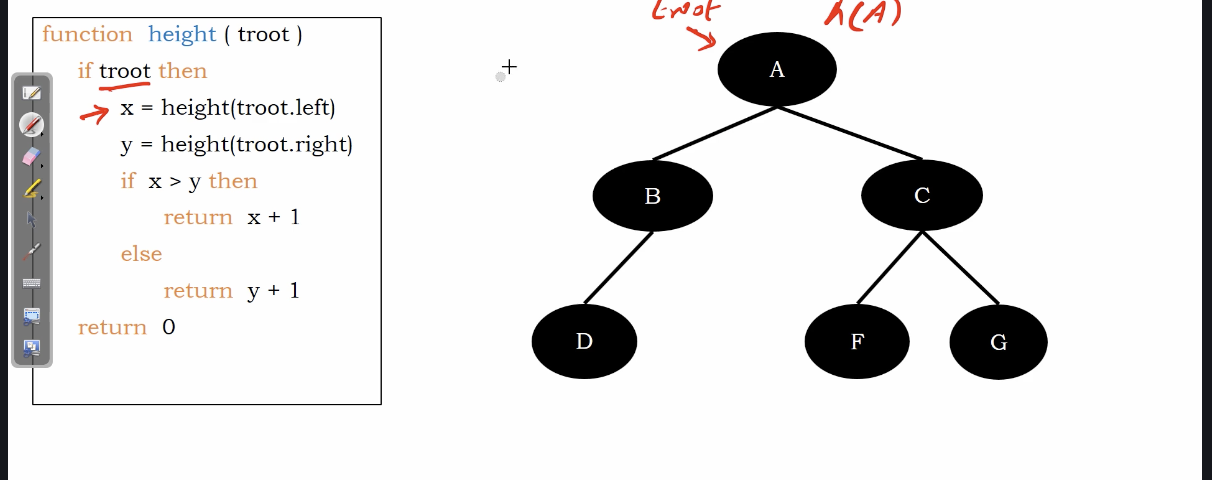 function height ( troot )
if troot then
x = height(troot.left)
y = height(troot.right)
if x > y then
return x + 1
else
return y + 1
return 0
troot
h(A)
A
B
C
D
F
G